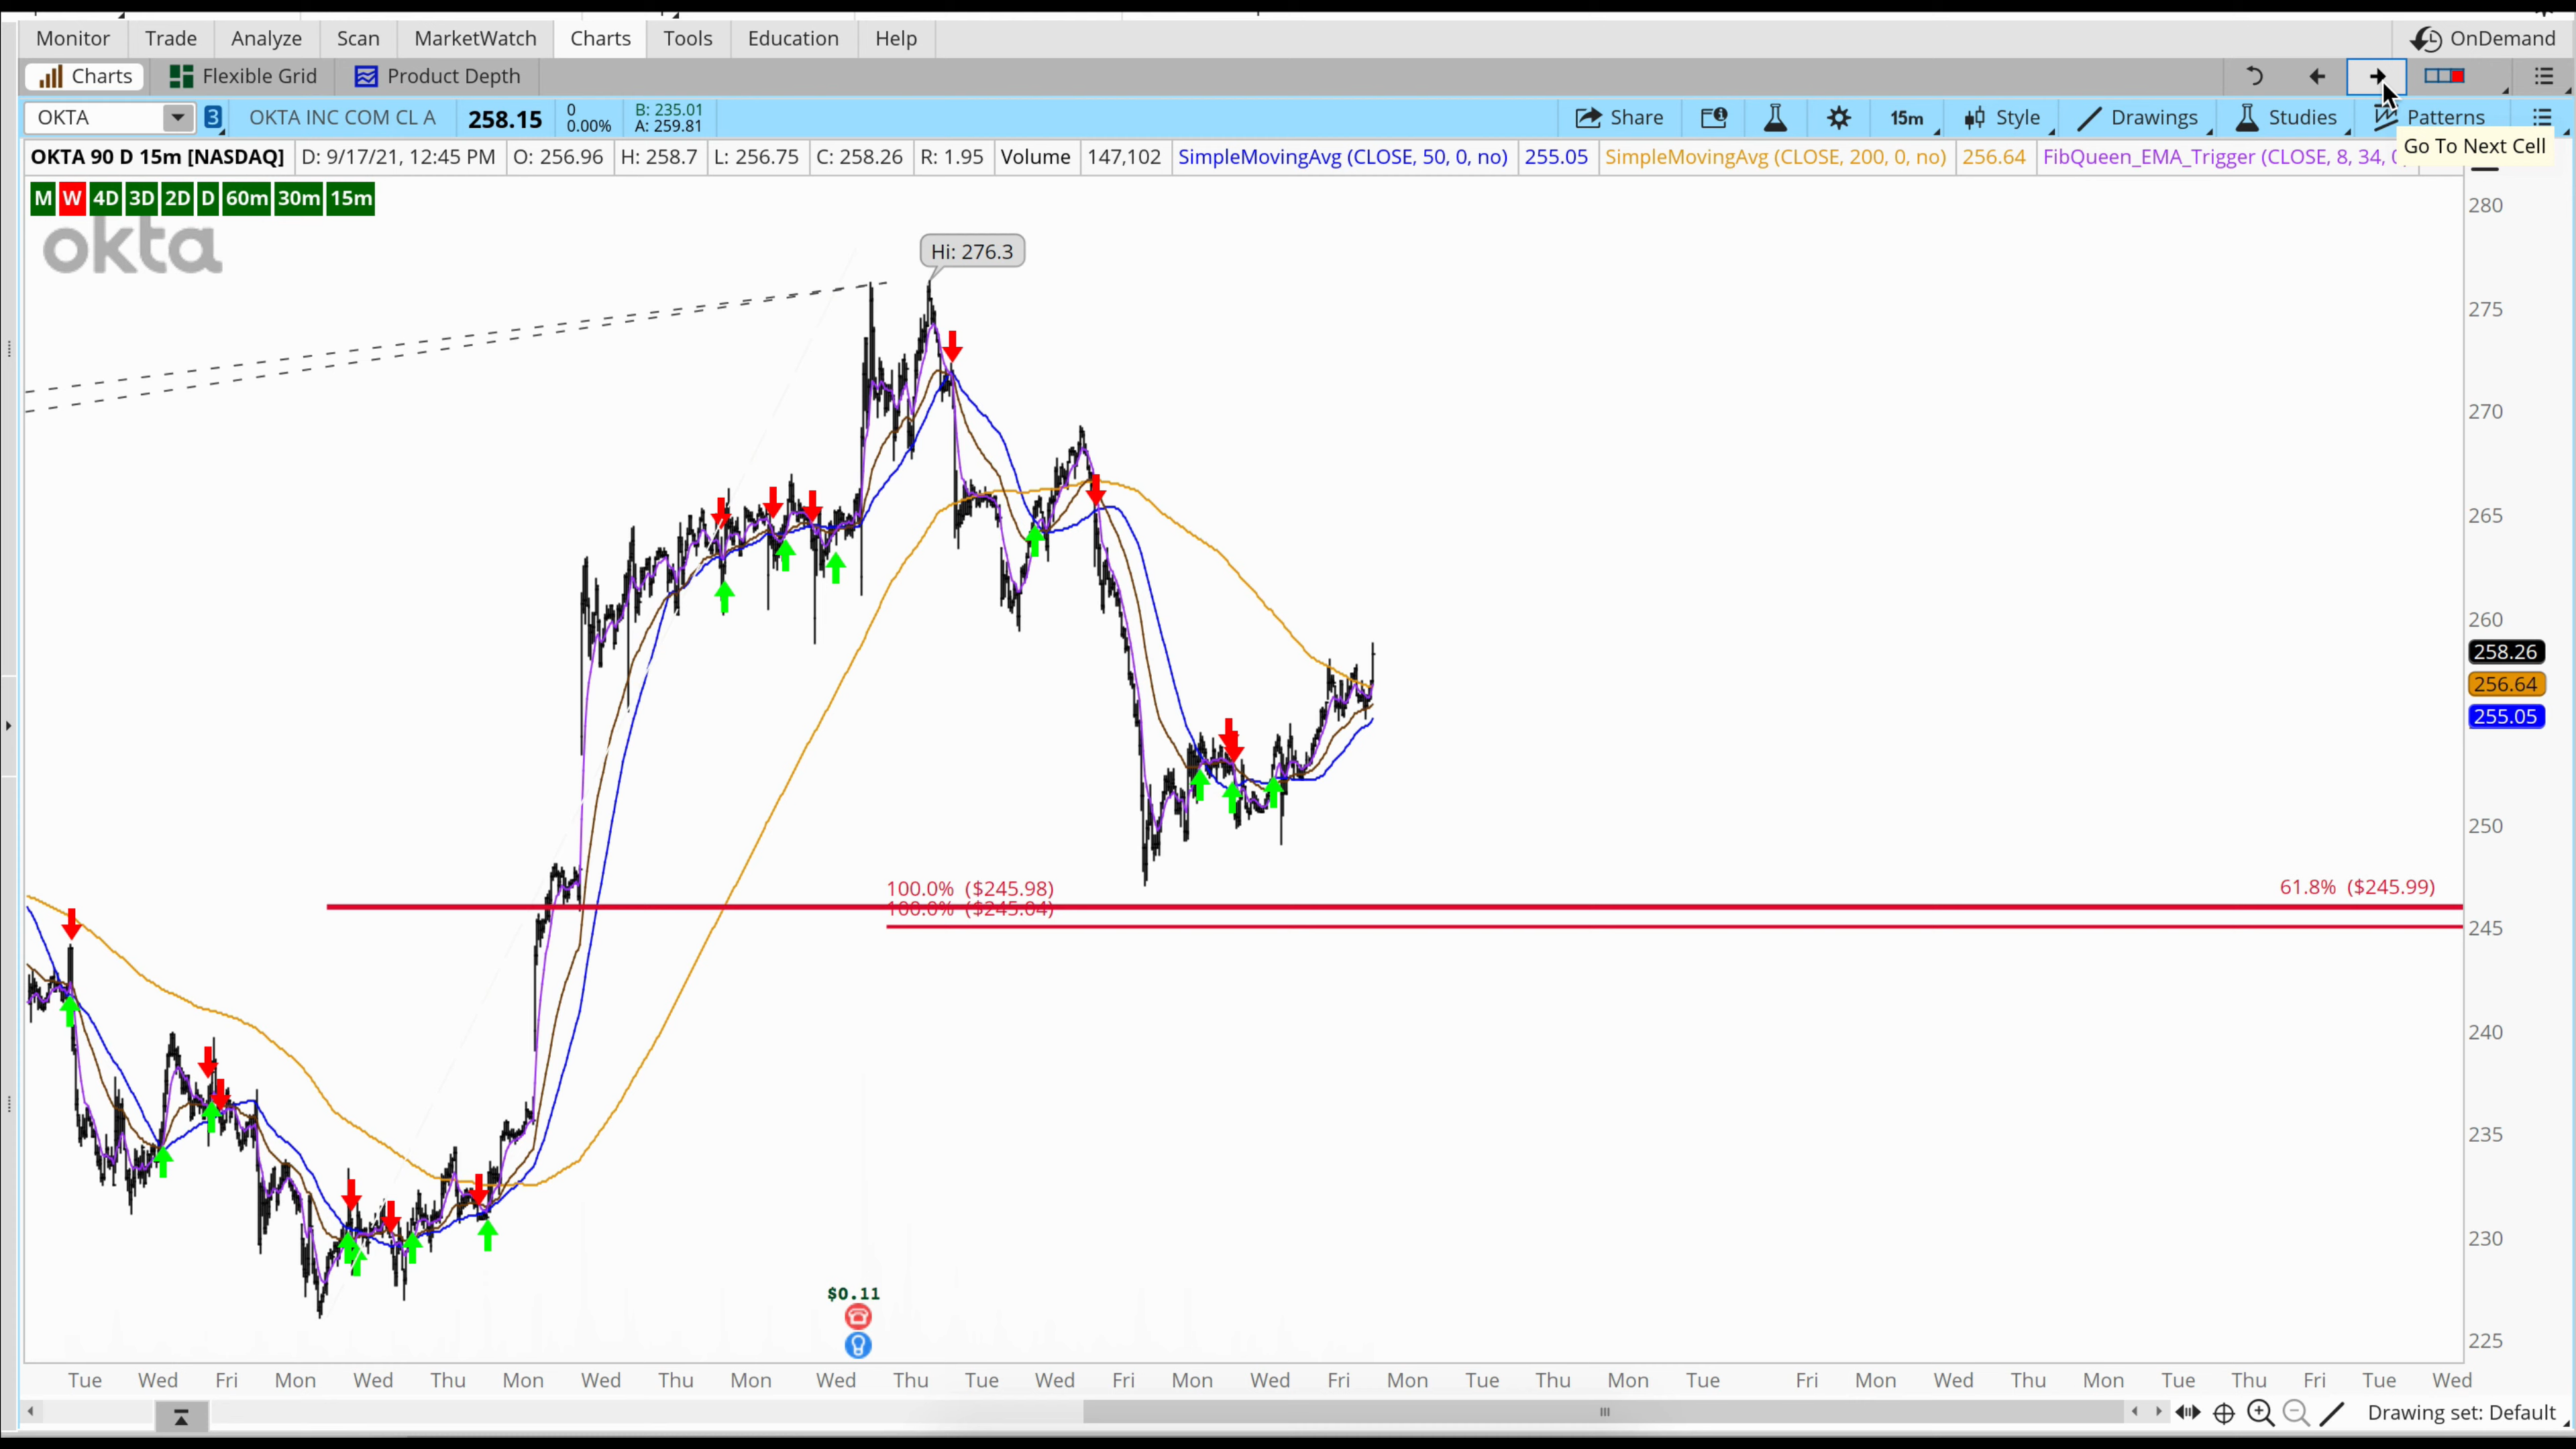 Monitor Trade Analyze Scan MarketWatch Charts Tools Education Help OnDemand
Charts Flexible Grid Product Depth
OKTA 3 OKTA INC COM CL A 258.15 0 0.00% B: 235.01 A: 259.81 Share 15m Style Drawings Studies Patterns
Go To Next Cell
OKTA 90 D 15m [NASDAQ] D: 9/17/21, 12:45 PM O: 256.96 H: 258.7 L: 256.75 C: 258.26 R: 1.95 Volume 147,102 SimpleMovingAvg (CLOSE, 50, 0, no) 255.05 SimpleMovingAvg (CLOSE, 200, 0, no) 256.64 FibQueen_EMA_Trigger (CLOSE, 8, 34,
M W 4D 3D 2D D 60m 30m 15m
okta
Hi: 276.3
280
275
270
265
260
258.26
256.64
255.05
250
100.0% ($245.98)
61.8% ($245.99)
100.0% ($245.04)
245
240
235
230
225
$0.11
Tue Wed Fri Mon Wed Thu Mon Wed Thu Mon Wed Thu Tue Wed Fri Mon Wed Fri Mon Tue Thu Mon Tue Fri Mon Wed Thu Mon Tue Thu Fri Tue Wed
Drawing set: Default